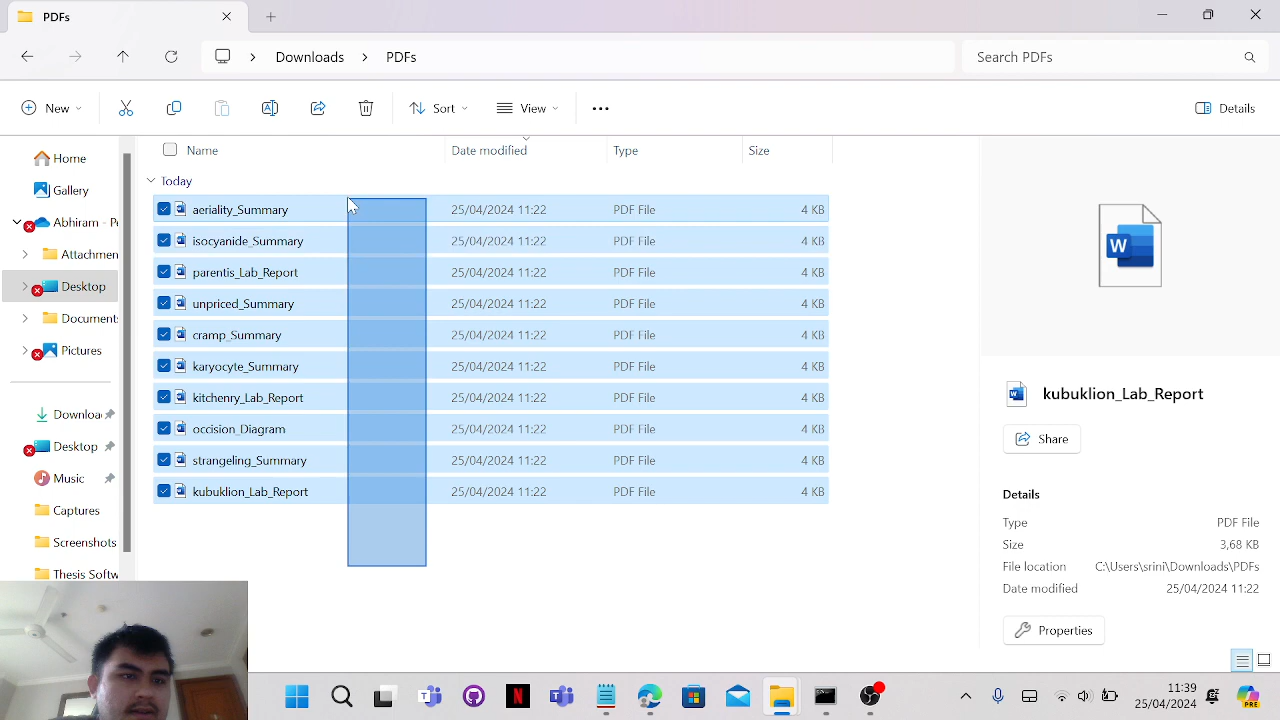 PDFs
Downloads > PDFs
Search PDFs
New
Sort
View
Details
Name Date modified Type Size
Today
aeriality_Summary 25/04/2024 11:22 PDF File 4 KB
isocyanide_Summary 25/04/2024 11:22 PDF File 4 KB
parentis_Lab_Report 25/04/2024 11:22 PDF File 4 KB
unpriced_Summary 25/04/2024 11:22 PDF File 4 KB
cramp_Summary 25/04/2024 11:22 PDF File 4 KB
karyocyte_Summary 25/04/2024 11:22 PDF File 4 KB
kitchenry_Lab_Report 25/04/2024 11:22 PDF File 4 KB
occision_Diagram 25/04/2024 11:22 PDF File 4 KB
strangeling_Summary 25/04/2024 11:22 PDF File 4 KB
kubuklion_Lab_Report 25/04/2024 11:22 PDF File 4 KB
Home
Gallery
Abhiram - Pe
Attachmen
Desktop
Document
Pictures
Downloa
Desktop
Music
Captures
Screenshots
Thesis Softw
W
kubuklion_Lab_Report
Share
Details
Type PDF File
Size 3,68 KB
File location C:\Users\srini\Downloads\PDFs
Date modified 25/04/2024 11:22
Properties
11:39
25/04/2024
PRE